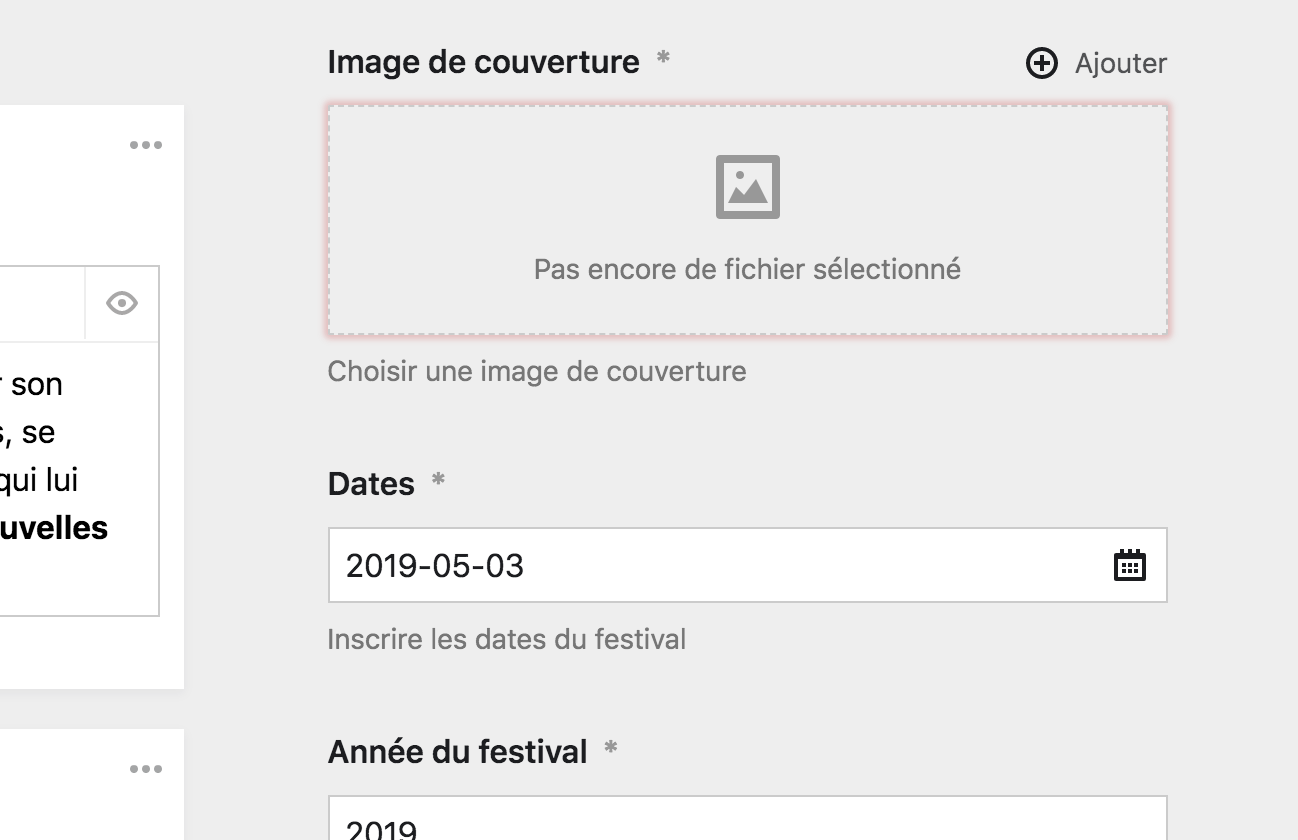 Image de couverture *
Ajouter
Pas encore de fichier sélectionné
Choisir une image de couverture
son
, se
qui lui
uvelles
Dates *
2019-05-03
Inscrire les dates du festival
Année du festival *
2019